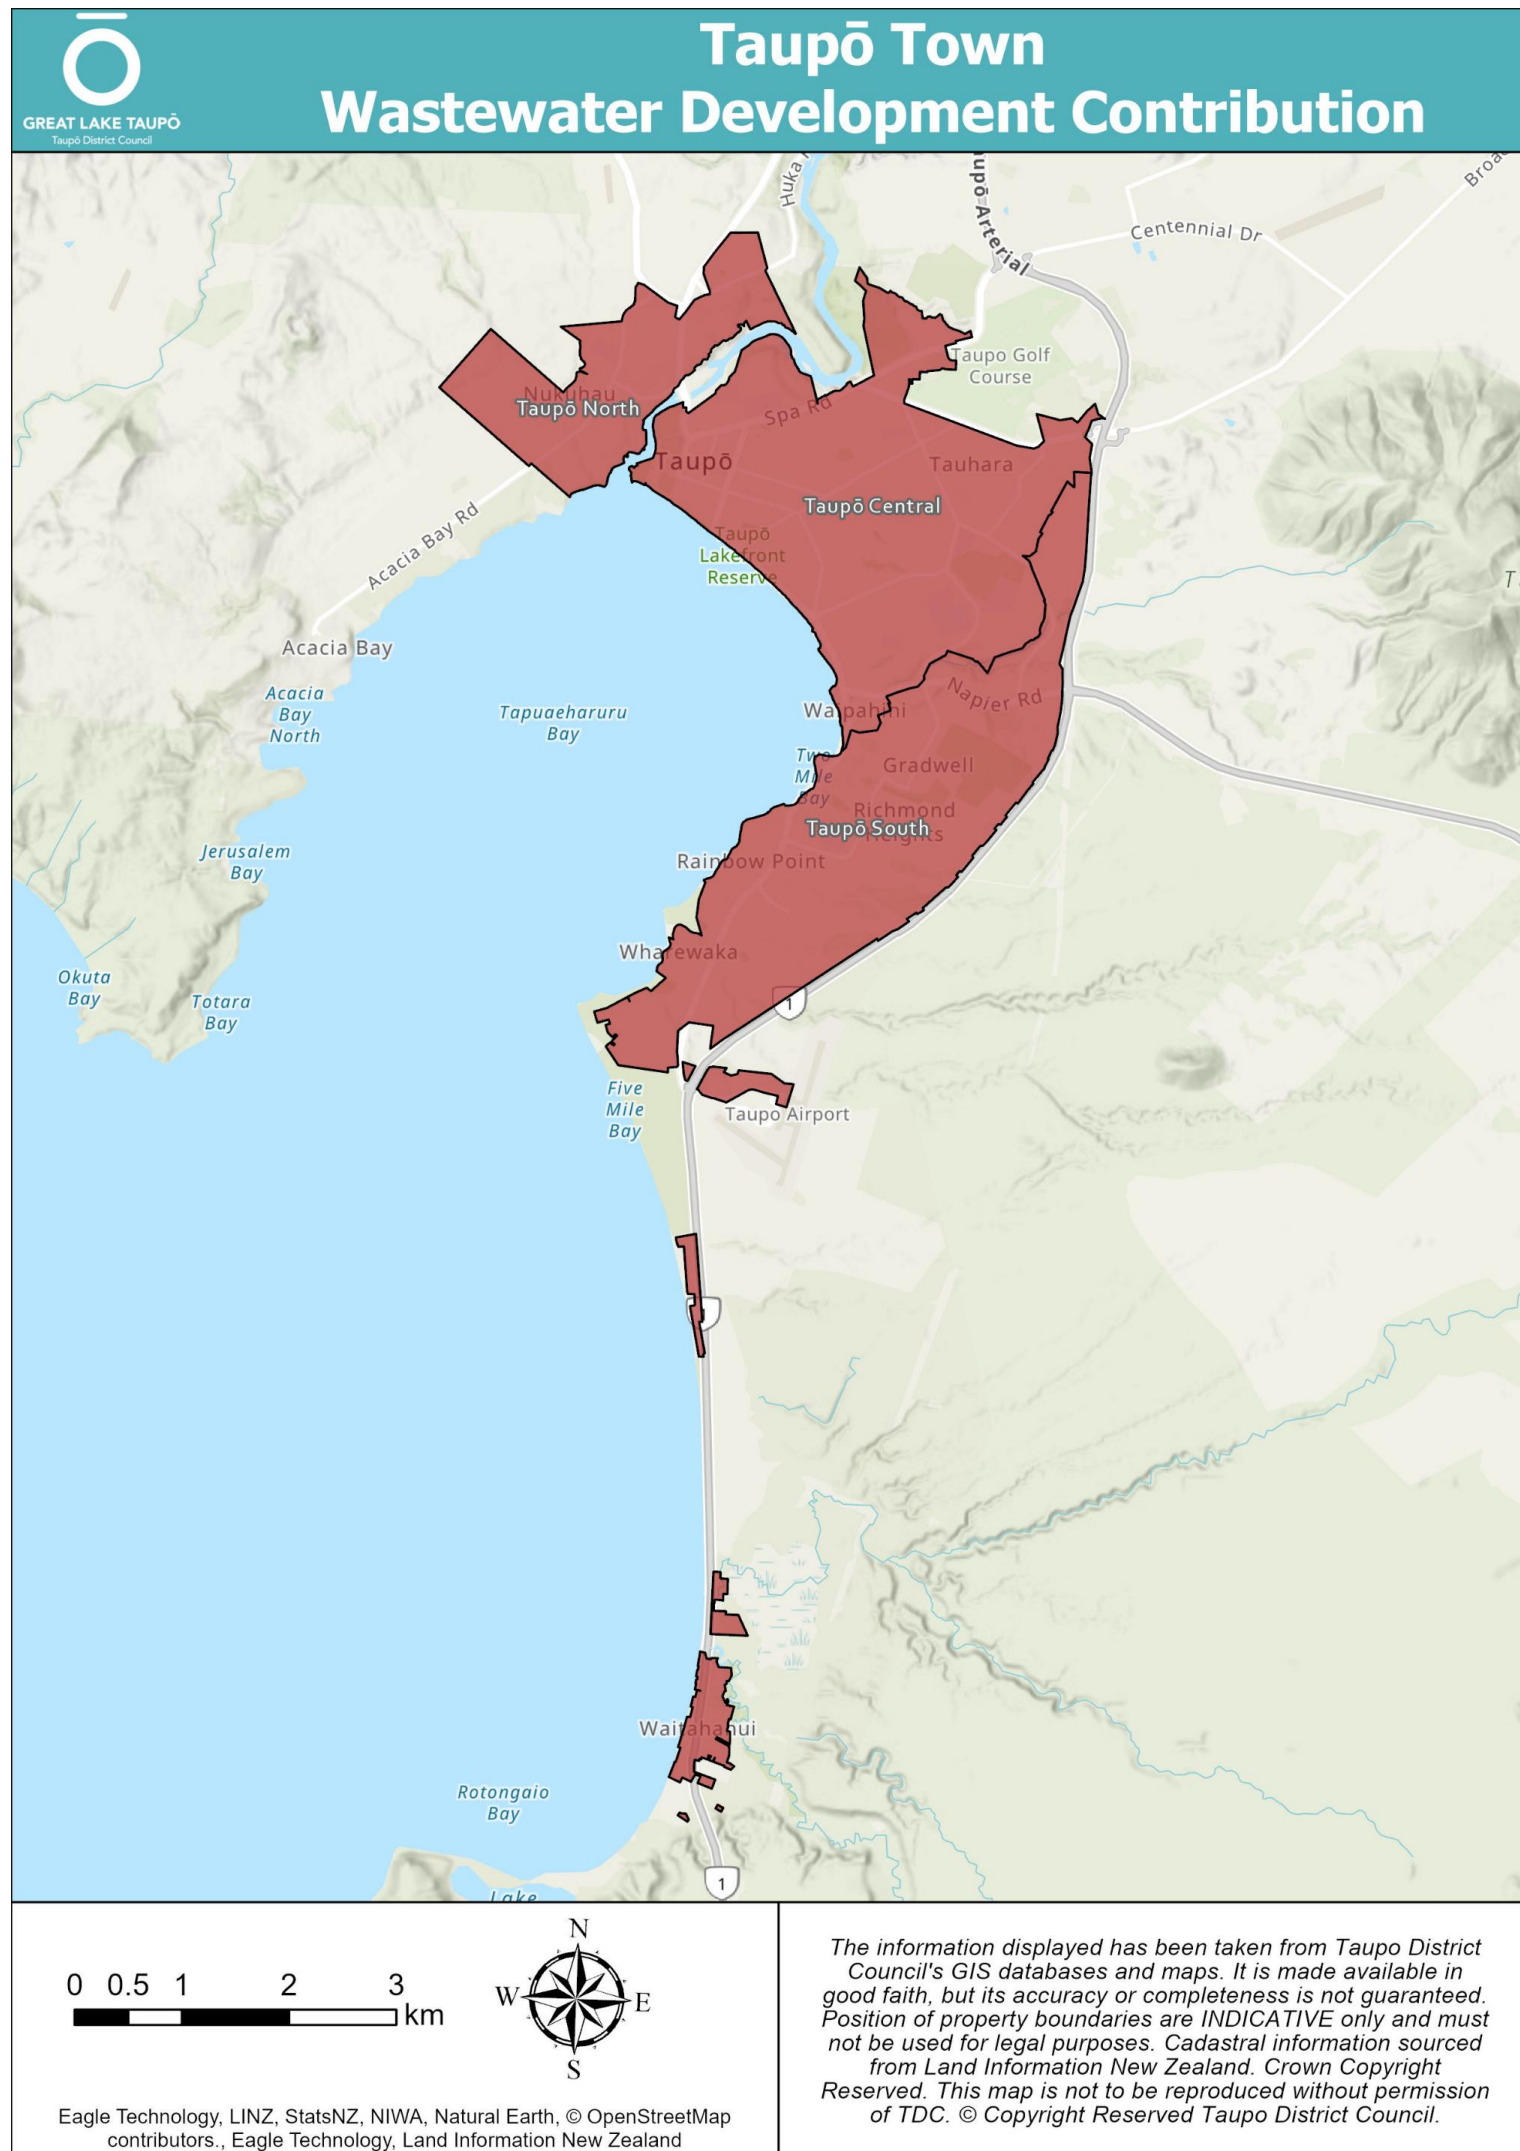 GREAT LAKE TAUPŌ
Taupō District Council
Taupō Town
Wastewater Development Contribution
Huka
upō Arterial
Broad
Centennial Dr
Taupo Golf
Course
Nukuhau
Taupō North
Spa Rd
Taupō
Tauhara
Taupō Central
Taupō
Lakefront
Reserve
Acacia Bay Rd
Acacia Bay
Acacia
Bay
North
Tapuaeharuru
Bay
Waipahihi
Napier Rd
Two
Mile
Bay
Gradwell
Richmond
Heights
Taupō South
Rainbow Point
Jerusalem
Bay
Wharewaka
Okuta
Bay
Totara
Bay
1
Five
Mile
Bay
Taupo Airport
Waitahanui
Rotongaio
Bay
1
Lake
0 0.5 1 2 3
km
N
W E
S
Eagle Technology, LINZ, StatsNZ, NIWA, Natural Earth, © OpenStreetMap
contributors., Eagle Technology, Land Information New Zealand
The information displayed has been taken from Taupo District
Council's GIS databases and maps. It is made available in
good faith, but its accuracy or completeness is not guaranteed.
Position of property boundaries are INDICATIVE only and must
not be used for legal purposes. Cadastral information sourced
from Land Information New Zealand. Crown Copyright
Reserved. This map is not to be reproduced without permission
of TDC. © Copyright Reserved Taupo District Council.